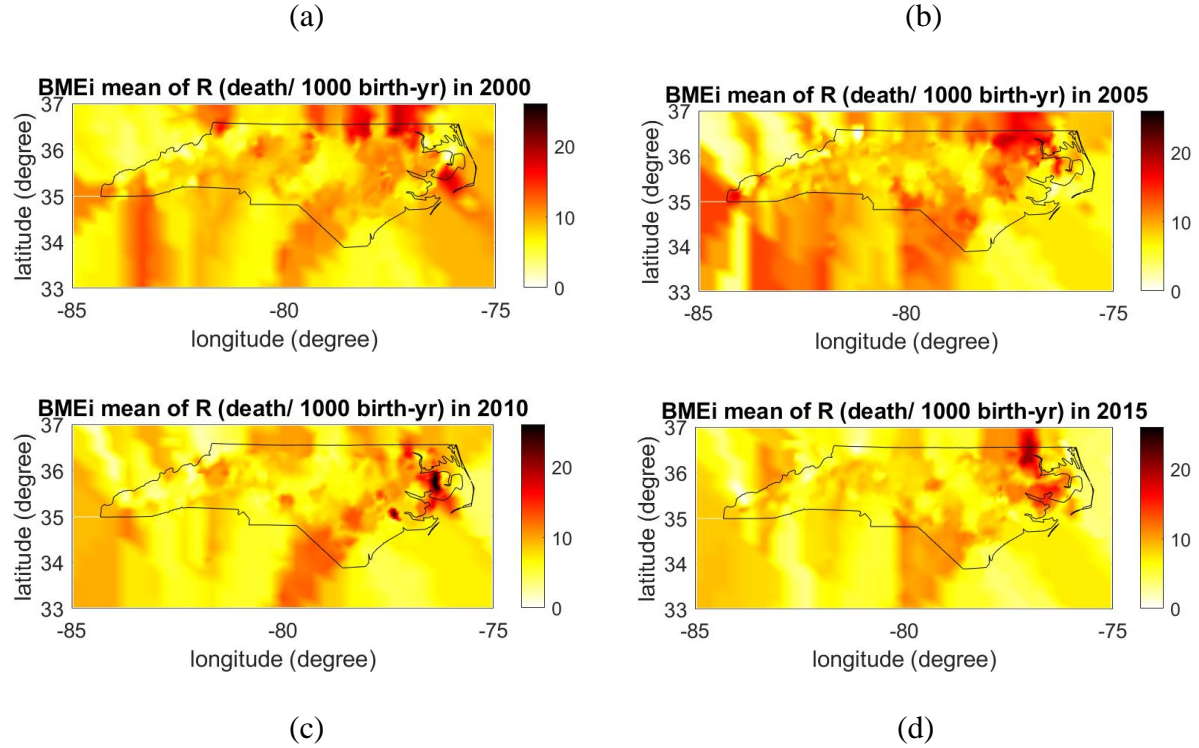 (a)
(b)
BMEi mean of R (death/ 1000 birth-yr) in 2000
37
36
35
34
33
-85
-80
-75
20
10
0
latitude (degree)
longitude (degree)
BMEi mean of R (death/ 1000 birth-yr) in 2005
37
36
35
34
33
-85
-80
-75
20
10
0
latitude (degree)
longitude (degree)
BMEi mean of R (death/ 1000 birth-yr) in 2010
37
36
35
34
33
-85
-80
-75
20
10
0
latitude (degree)
longitude (degree)
BMEi mean of R (death/ 1000 birth-yr) in 2015
37
36
35
34
33
-85
-80
-75
20
10
0
latitude (degree)
longitude (degree)
(c)
(d)